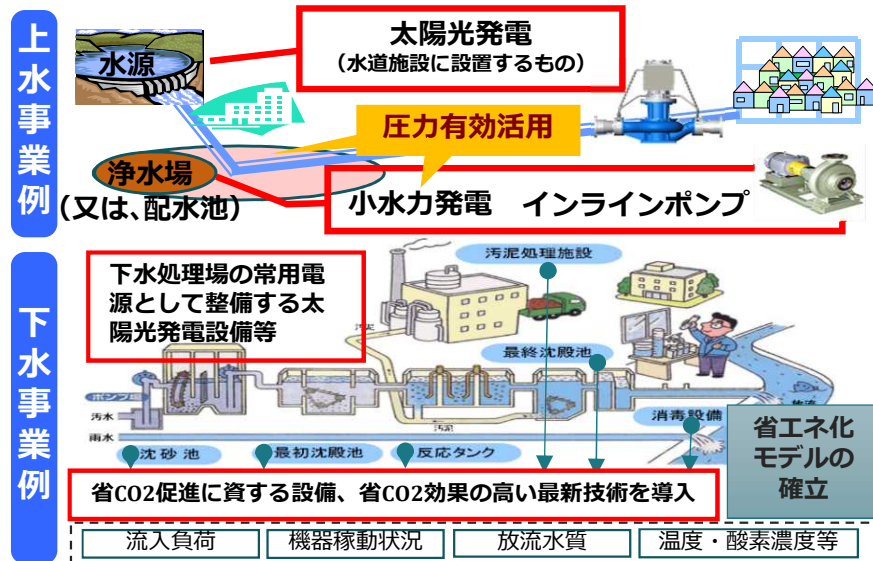 上水事業例
水源
太陽光発電
（水道施設に設置するもの）
圧力有効活用
浄水場
（又は、配水池）
小水力発電　インラインポンプ
下水事業例
下水処理場の常用電
源として整備する太
陽光発電設備等
汚泥処理施設
汚泥
最終沈殿池
ポンプ場
汚水
雨水
汚泥
消毒設備
放流
沈砂池
最初沈殿池
反応タンク
省エネ化
モデルの
確立
省CO2促進に資する設備、省CO2効果の高い最新技術を導入
流入負荷
機器稼動状況
放流水質
温度・酸素濃度等